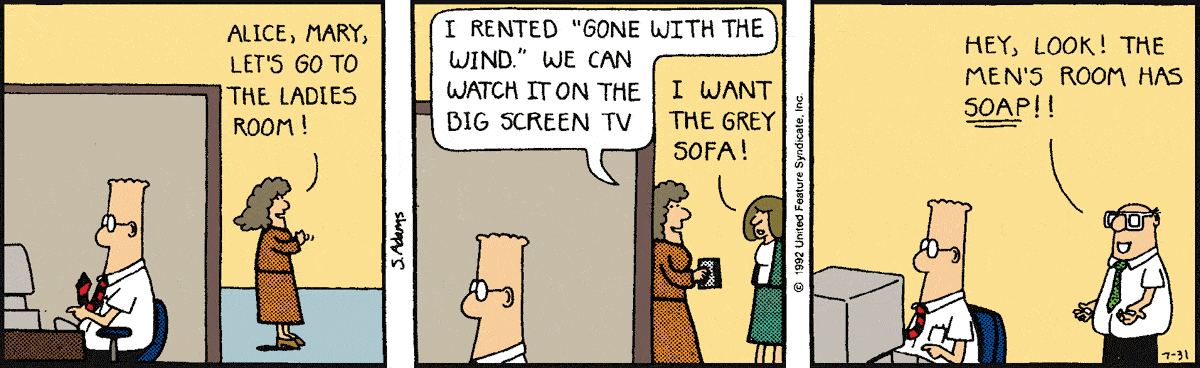 ALICE, MARY,
LET'S GO TO
THE LADIES
ROOM!
S. Adams
I RENTED "GONE WITH THE
WIND." WE CAN
WATCH IT ON THE
BIG SCREEN TV
I WANT
THE GREY
SOFA!
© 1992 United Feature Syndicate, Inc.
HEY, LOOK! THE
MEN'S ROOM HAS
SOAP!!
7-31